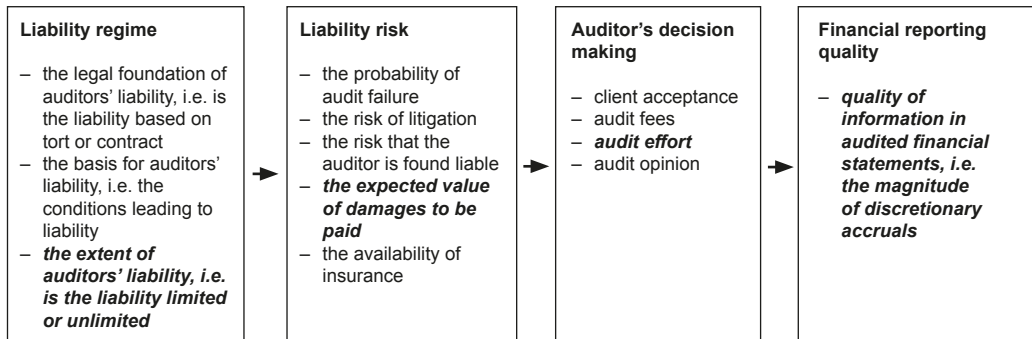 Liability regime
– the legal foundation of
auditors’ liability, i.e. is
the liability based on
tort or contract
– the basis for auditors’
liability, i.e. the
conditions leading to
liability
– the extent of
auditors’ liability, i.e.
is the liability limited
or unlimited
Liability risk
– the probability of
audit failure
– the risk of litigation
– the risk that the
auditor is found liable
– the expected value
of damages to be
paid
– the availability of
insurance
Auditor’s decision
making
– client acceptance
– audit fees
– audit effort
– audit opinion
Financial reporting
quality
– quality of
information in
audited financial
statements, i.e.
the magnitude
of discretionary
accruals